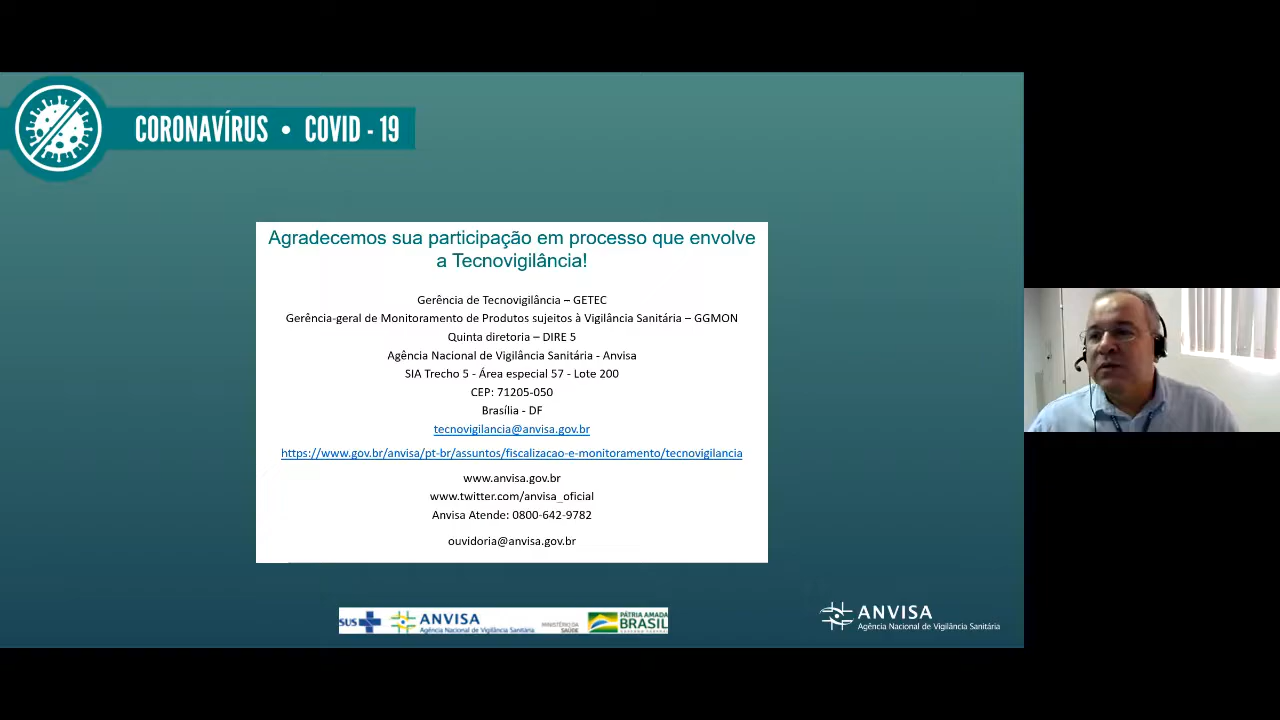 CORONAVÍRUS • COVID - 19
Agradecemos sua participação em processo que envolve
a Tecnovigilância!
Gerência de Tecnovigilância – GETEC
Gerência-geral de Monitoramento de Produtos sujeitos à Vigilância Sanitária – GGMON
Quinta diretoria – DIRE 5
Agência Nacional de Vigilância Sanitária - Anvisa
SIA Trecho 5 - Área especial 57 - Lote 200
CEP: 71205-050
Brasília - DF
tecnovigilancia@anvisa.gov.br
https://www.gov.br/anvisa/pt-br/assuntos/fiscalizacao-e-monitoramento/tecnovigilancia
www.anvisa.gov.br
www.twitter.com/anvisa_oficial
Anvisa Atende: 0800-642-9782
ouvidoria@anvisa.gov.br
SUS
ANVISA
Agência Nacional de Vigilância Sanitária
MINISTÉRIO DA
SAÚDE
PÁTRIA AMADA
BRASIL
ANVISA
Agência Nacional de Vigilância Sanitária